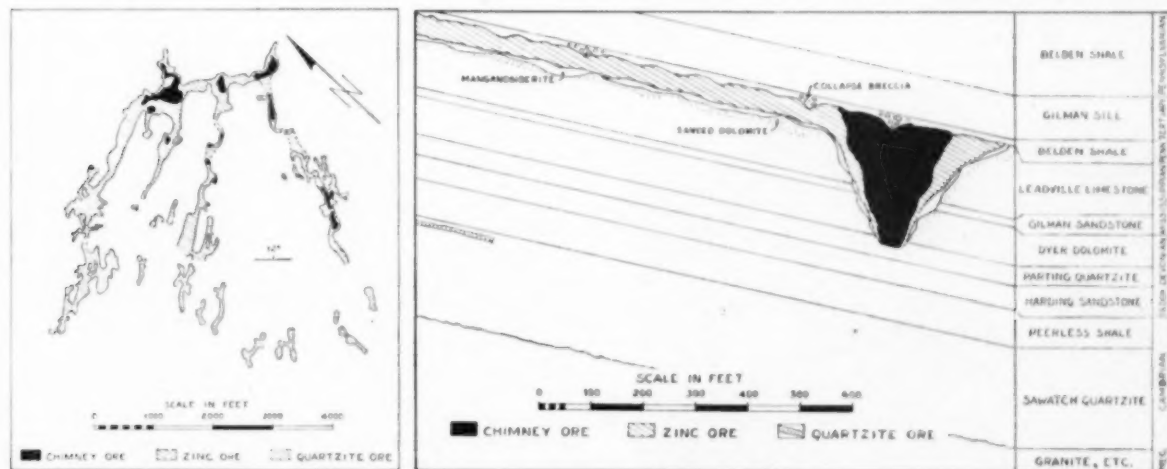 12°
SCALE IN FEET
0 1000 2000 3000 4000
CHIMNEY ORE ZINC ORE QUARTZITE ORE
MANGANOSIDERITE
SANDED DOLOMITE
COLLAPSE BRECCIA
SCALE IN FEET
0 100 200 300 400 500 600
CHIMNEY ORE ZINC ORE QUARTZITE ORE
BELDEN SHALE
GILMAN SILL
BELDEN SHALE
LEADVILLE LIMESTONE
GILMAN SANDSTONE
DYER DOLOMITE
PARTING QUARTZITE
HARDING SANDSTONE
PEERLESS SHALE
SAWATCH QUARTZITE
GRANITE, ETC.
CAMBRIAN